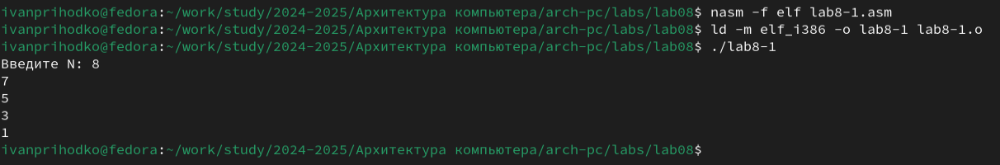 ivanprihodko@fedora:~/work/study/2024-2025/Архитектура компьютера/arch-pc/labs/lab08$ nasm -f elf lab8-1.asm
ivanprihodko@fedora:~/work/study/2024-2025/Архитектура компьютера/arch-pc/labs/lab08$ ld -m elf_i386 -o lab8-1 lab8-1.o
ivanprihodko@fedora:~/work/study/2024-2025/Архитектура компьютера/arch-pc/labs/lab08$ ./lab8-1
Введите N: 8
7
5
3
1
ivanprihodko@fedora:~/work/study/2024-2025/Архитектура компьютера/arch-pc/labs/lab08$